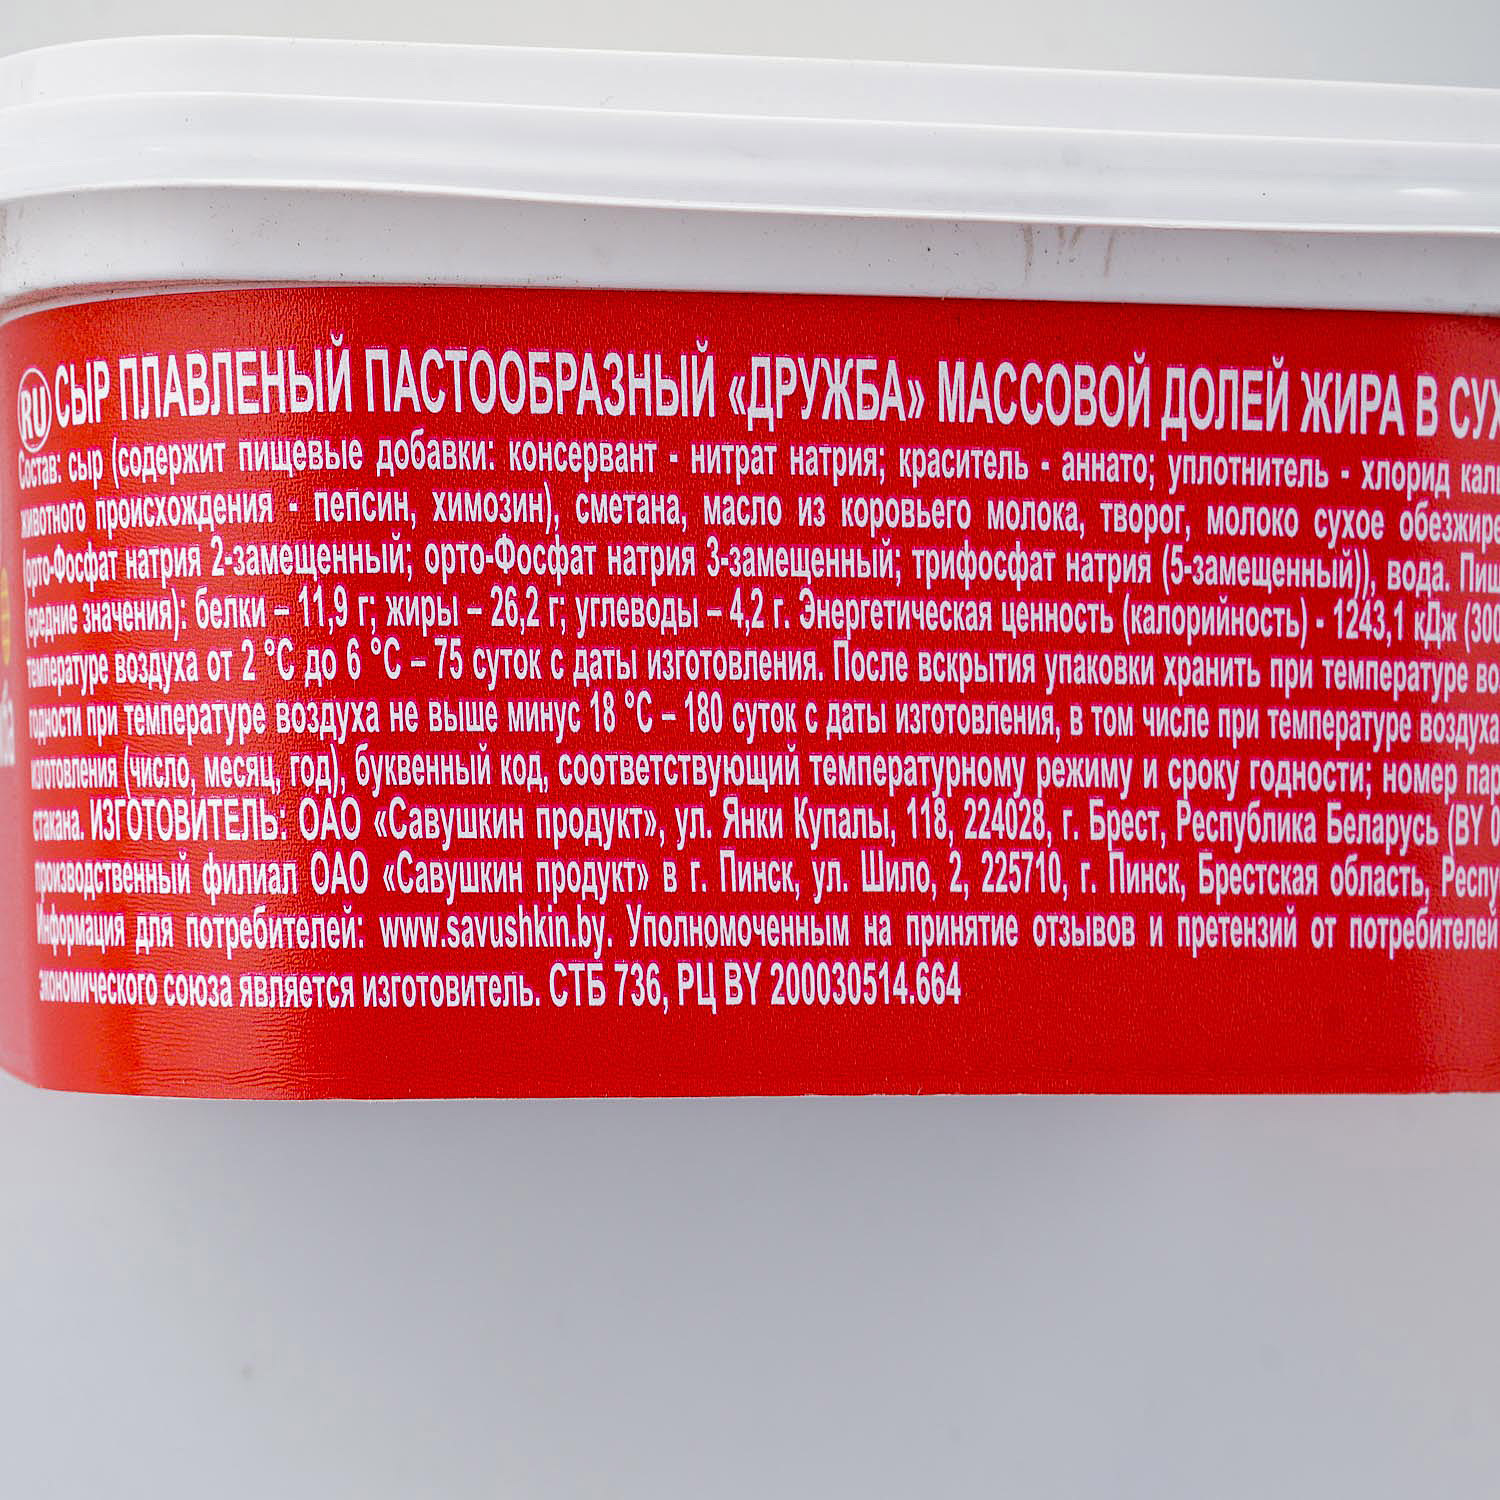 RU СЫР ПЛАВЛЕНЫЙ ПАСТООБРАЗНЫЙ «ДРУЖБА» МАССОВОЙ ДОЛЕЙ ЖИРА В СУХ
Состав: сыр (содержит пищевые добавки: консервант - нитрат натрия; краситель - аннато; уплотнитель - хлорид каль
животного происхождения - пепсин, химозин), сметана, масло из коровьего молока, творог, молоко сухое обезжире
(орто-Фосфат натрия 2-замещенный; орто-Фосфат натрия 3-замещенный; трифосфат натрия (5-замещенный)), вода. Пищ
(средние значения): белки – 11,9 г; жиры – 26,2 г; углеводы – 4,2 г. Энергетическая ценность (калорийность) - 1243,1 кДж (300
температуре воздуха от 2 °С до 6 °С – 75 суток с даты изготовления. После вскрытия упаковки хранить при температуре во
годности при температуре воздуха не выше минус 18 °С – 180 суток с даты изготовления, в том числе при температуре воздуха
изготовления (число, месяц, год), буквенный код, соответствующий температурному режиму и сроку годности; номер пар
стакана. ИЗГОТОВИТЕЛЬ: ОАО «Савушкин продукт», ул. Янки Купалы, 118, 224028, г. Брест, Республика Беларусь (BY 0
производственный филиал ОАО «Савушкин продукт» в г. Пинск, ул. Шило, 2, 225710, г. Пинск, Брестская область, Респу
Информация для потребителей: www.savushkin.by. Уполномоченным на принятие отзывов и претензий от потребителей
экономического союза является изготовитель. СТБ 736, РЦ BY 200030514.664